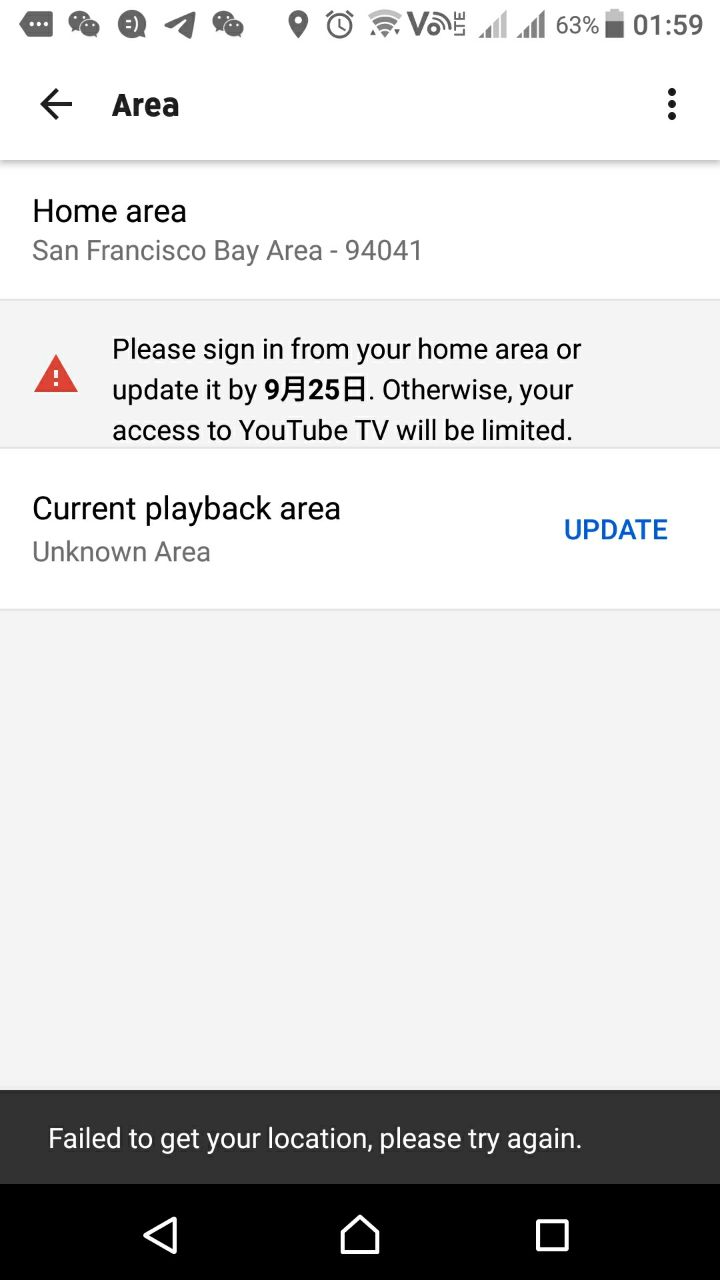 63% 01:59
Area
Home area
San Francisco Bay Area - 94041
Please sign in from your home area or
update it by 9月25日. Otherwise, your
access to YouTube TV will be limited.
Current playback area
UPDATE
Unknown Area
Failed to get your location, please try again.